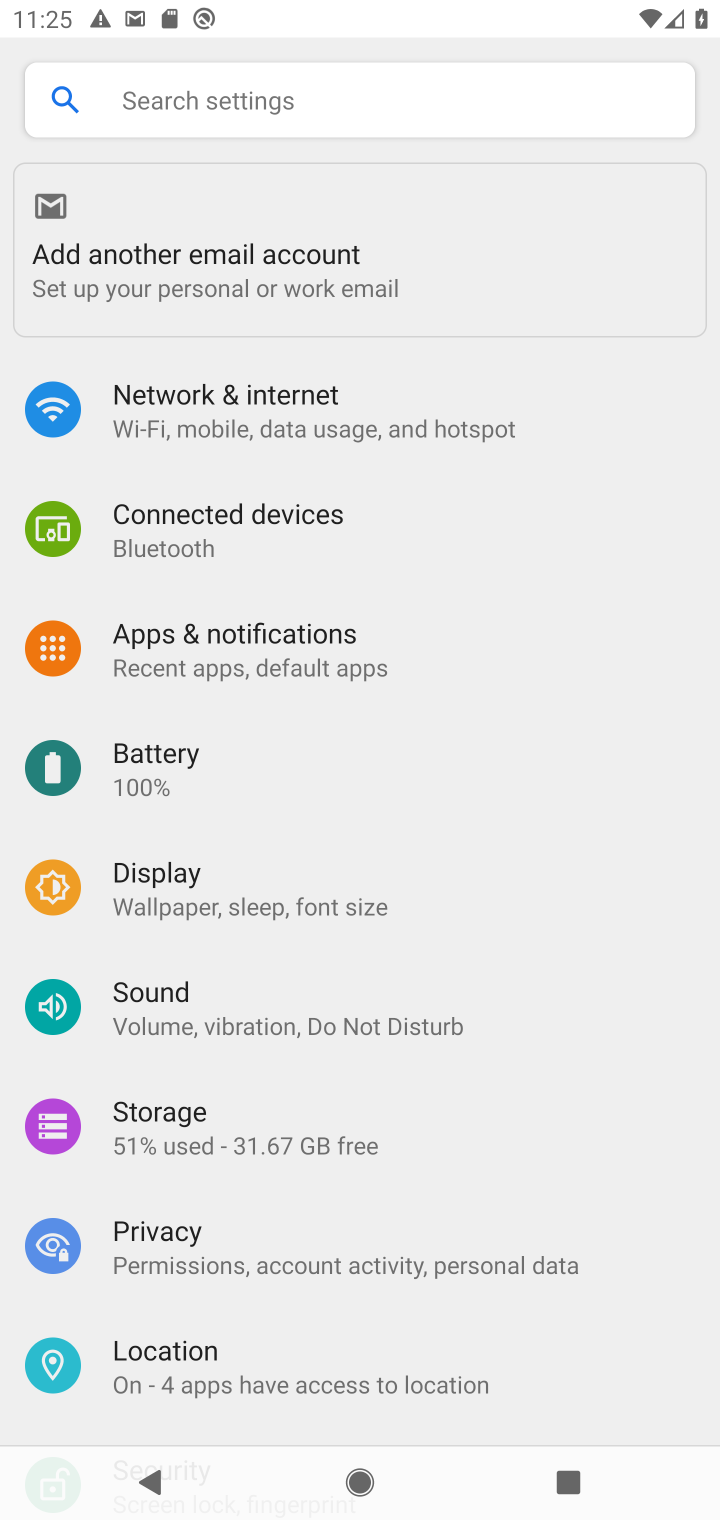 11:25
Search settings
Add another email account
Set up your personal or work email
Network & internet
Wi-Fi, mobile, data usage, and hotspot
Connected devices
Bluetooth
Apps & notifications
Recent apps, default apps
Battery
100%
Display
Wallpaper, sleep, font size
Sound
Volume, vibration, Do Not Disturb
Storage
51% used - 31.67 GB free
Privacy
Permissions, account activity, personal data
Location
On - 4 apps have access to location
Security
Screen lock, fingerprint